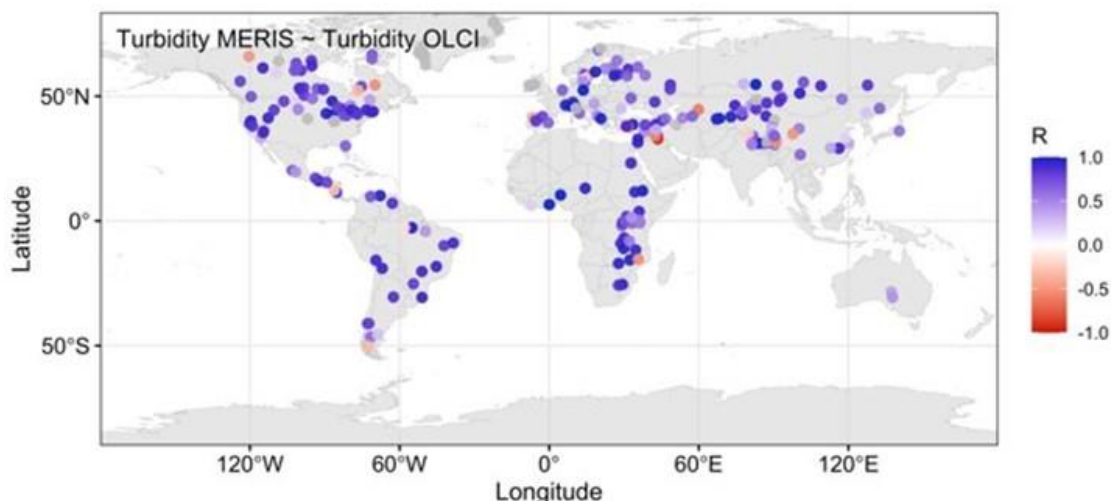 Turbidity MERIS ~ Turbidity OLCI
50°N
0°
50°S
Latitude
120°W 60°W 0° 60°E 120°E
Longitude
R
1.0
0.5
0.0
-0.5
-1.0